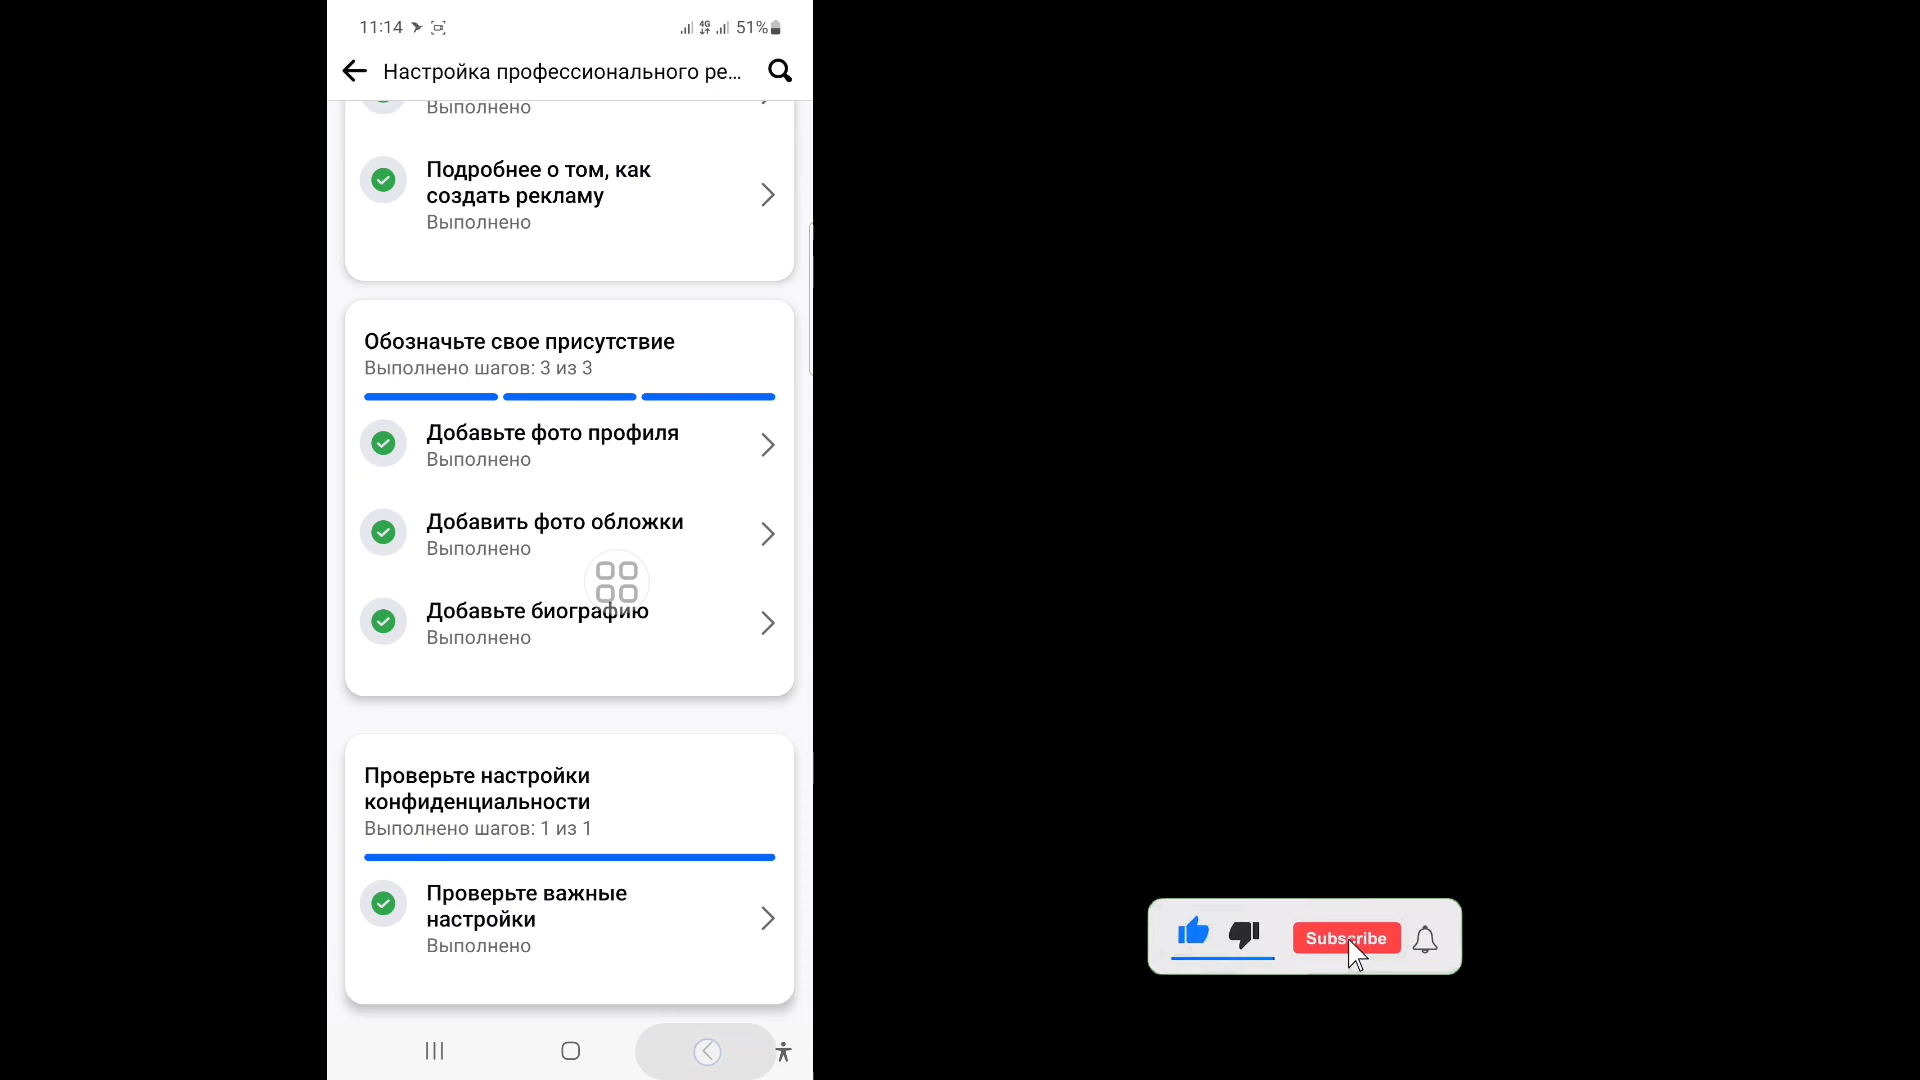 11:14
4G
51%
Настройка профессионального ре...
Выполнено
Подробнее о том, как
создать рекламу
Выполнено
Обозначьте свое присутствие
Выполнено шагов: 3 из 3
Добавьте фото профиля
Выполнено
Добавить фото обложки
Выполнено
Добавьте биографию
Выполнено
Проверьте настройки
конфиденциальности
Выполнено шагов: 1 из 1
Проверьте важные
настройки
Выполнено
Subscribe